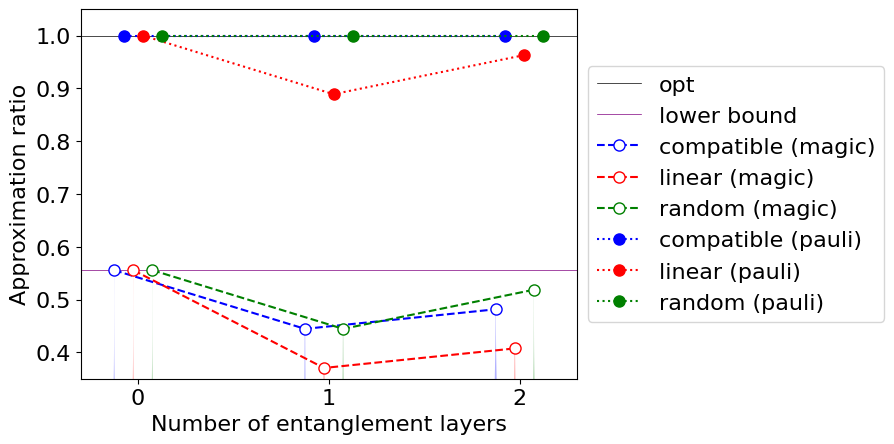 1.0
0.9
0.8
0.7
0.6
0.5
0.4
Approximation ratio
0
1
2
Number of entanglement layers
opt
lower bound
compatible (magic)
linear (magic)
random (magic)
compatible (pauli)
linear (pauli)
random (pauli)